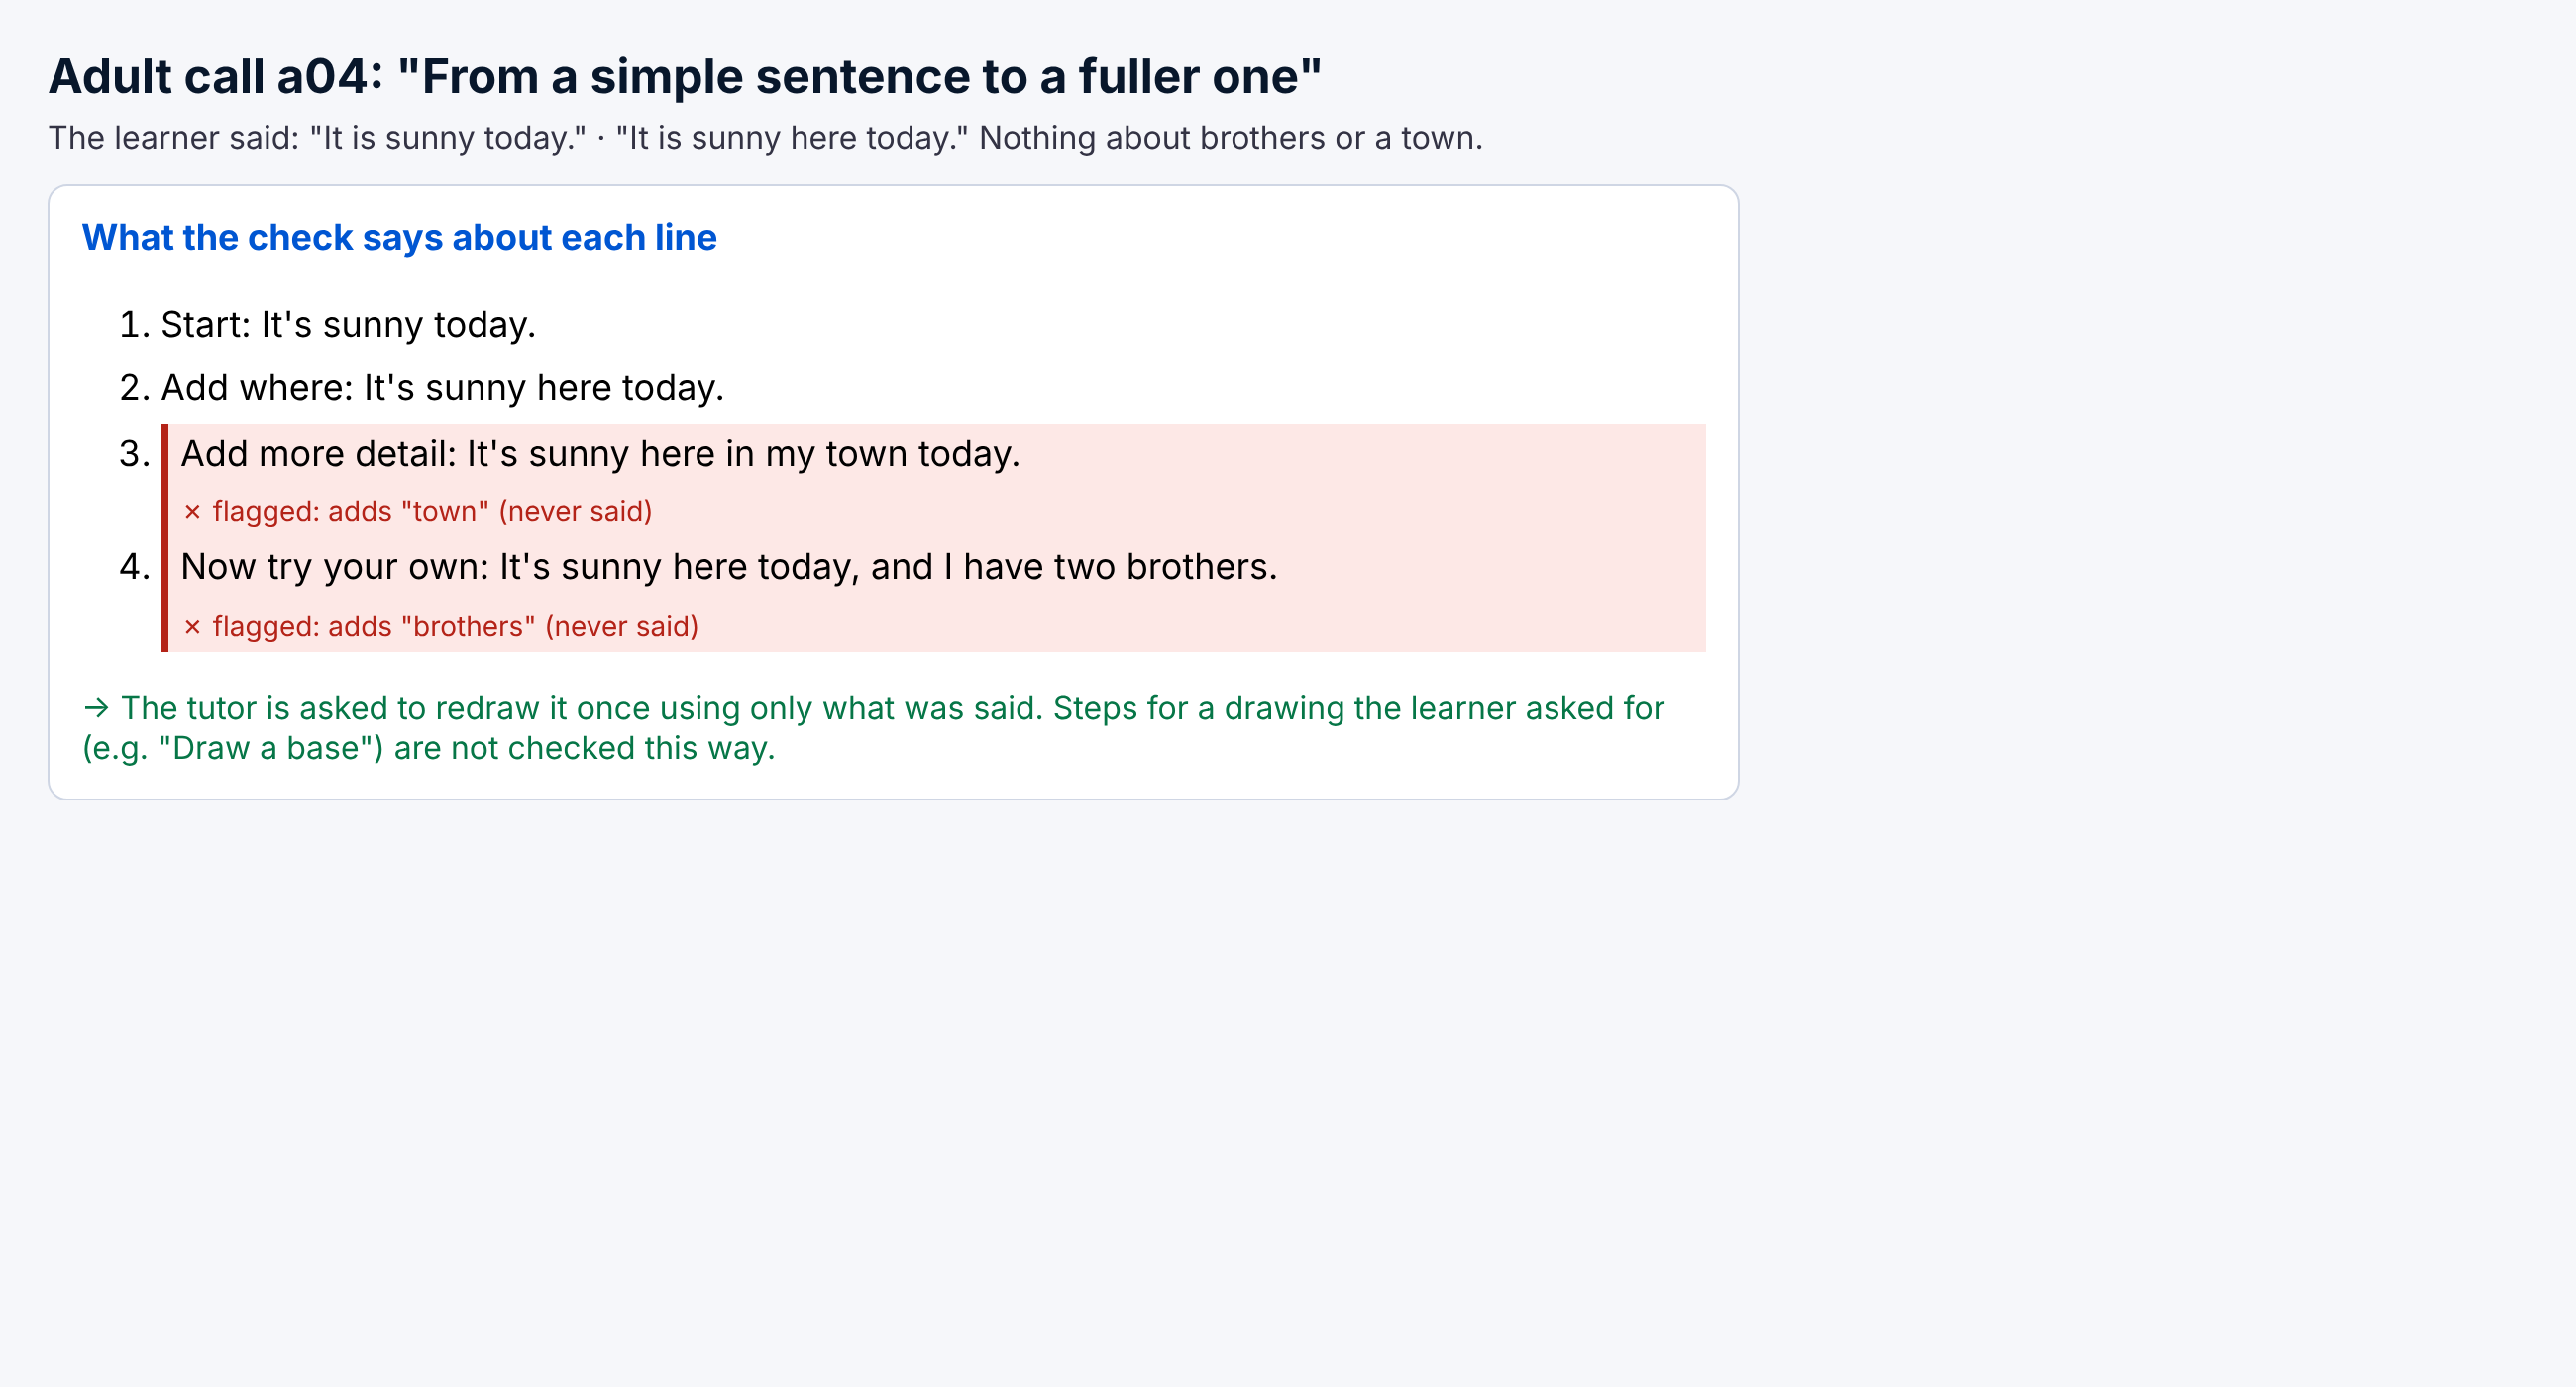 Adult call a04: "From a simple sentence to a fuller one"
The learner said: "It is sunny today." · "It is sunny here today." Nothing about brothers or a town.
What the check says about each line
1. Start: It's sunny today.
2. Add where: It's sunny here today.
3. Add more detail: It's sunny here in my town today.
× flagged: adds "town" (never said)
4. Now try your own: It's sunny here today, and I have two brothers.
× flagged: adds "brothers" (never said)
→ The tutor is asked to redraw it once using only what was said. Steps for a drawing the learner asked for
(e.g. "Draw a base") are not checked this way.